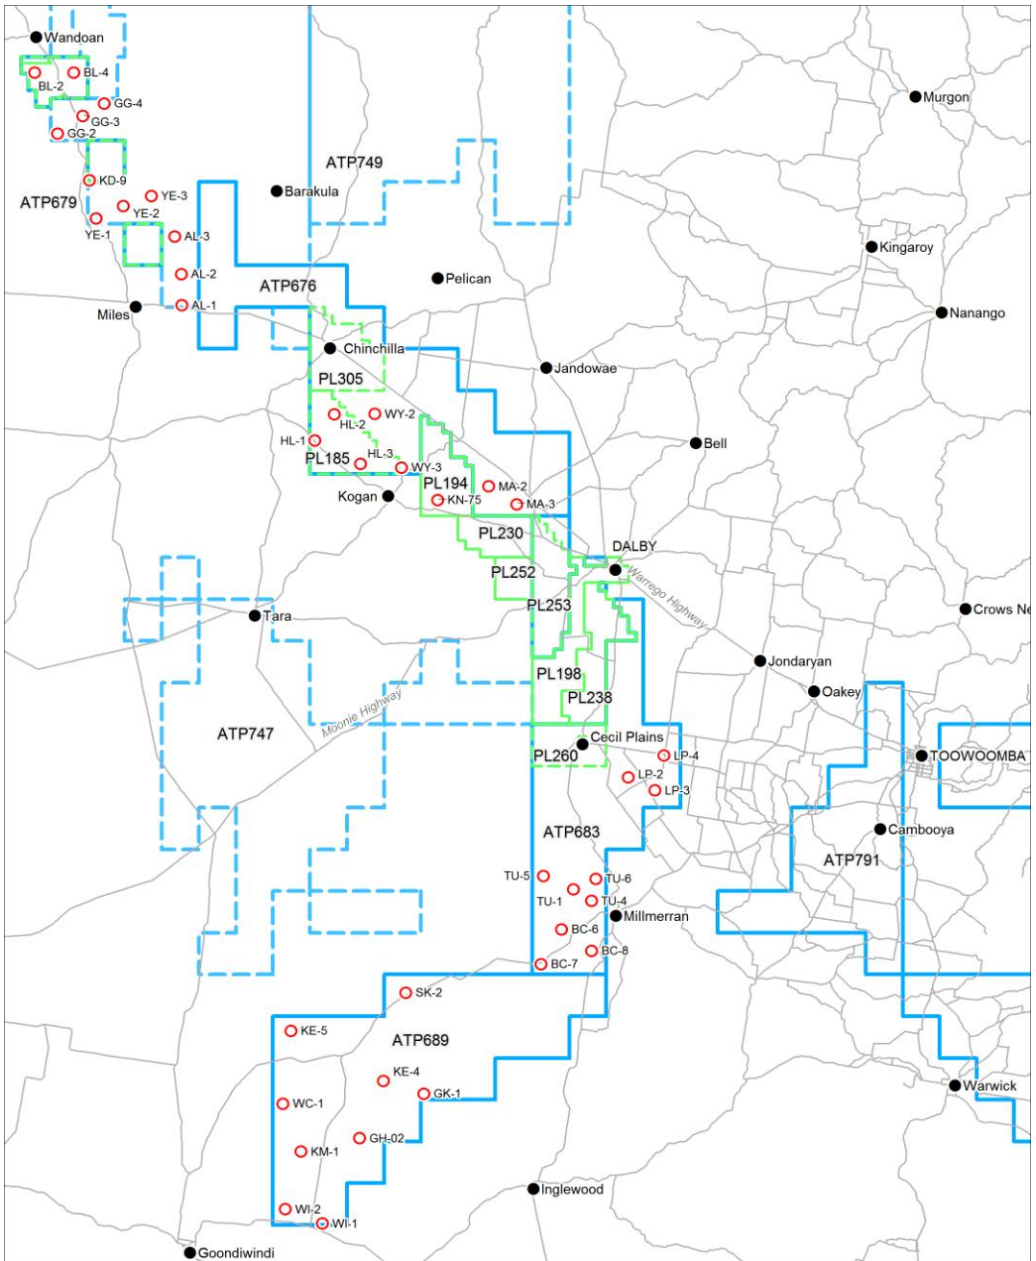 Wandoan
BL-4
BL-2
GG-4
Murgon
GG-3
GG-2
ATP749
KD-9
Barakula
ATP679
YE-3
YE-2
YE-1
AL-3
Kingaroy
AL-2
Pelican
ATP676
AL-1
Miles
Nanango
Chinchilla
Jandowae
PL305
WY-2
HL-2
HL-1
Bell
HL-3
PL185
WY-3
PL194
MA-2
Kogan
KN-75
MA-3
PL230
DALBY
PL252
Warrego Highway
PL253
Tara
Crows Ne
Jondaryan
PL198
Oakey
PL238
Moonie Highway
ATP747
Cecil Plains
PL260
LP-4
TOOWOOMBA
LP-2
LP-3
ATP683
Cambooya
ATP791
TU-5
TU-6
TU-1
TU-4
Millmerran
BC-6
BC-8
BC-7
SK-2
KE-5
ATP689
KE-4
Warwick
GK-1
WC-1
GH-02
KM-1
Inglewood
WI-2
WI-1
Goondiwindi